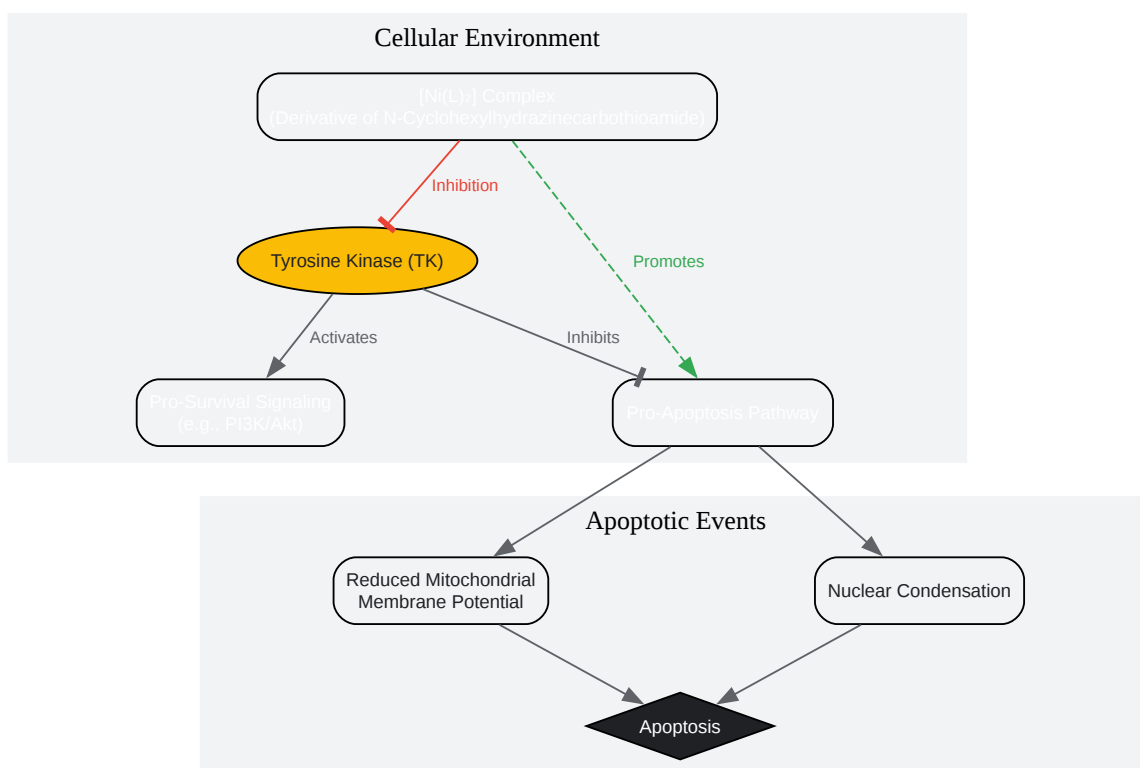 Cellular Environment
[Ni(L)₂] Complex
(Derivative of N-Cyclohexylhydrazinecarbothioamide)
Inhibition
Tyrosine Kinase (TK)
Promotes
Activates
Inhibits
Pro-Survival Signaling
(e.g., PI3K/Akt)
Pro-Apoptosis Pathway
Apoptotic Events
Reduced Mitochondrial
Membrane Potential
Nuclear Condensation
Apoptosis